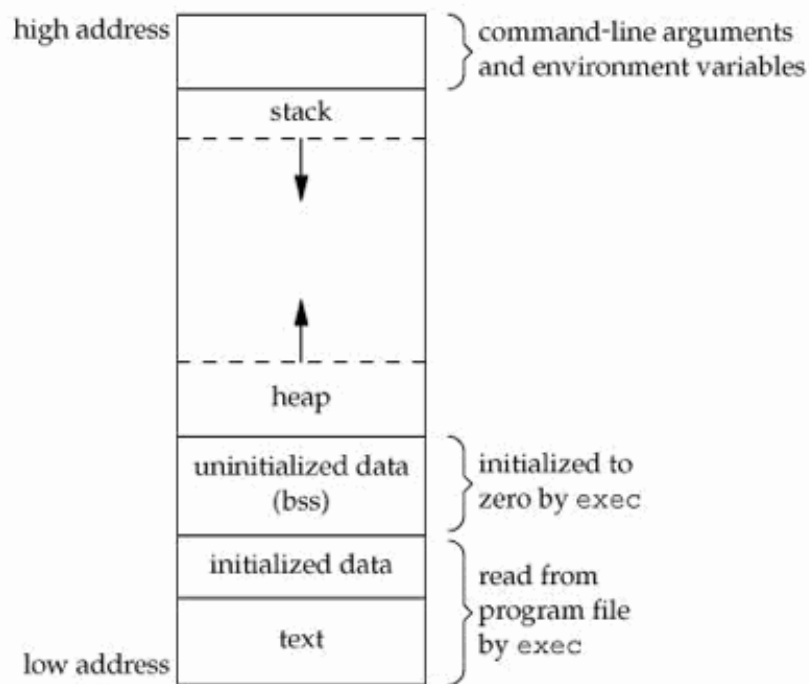 high address
command-line arguments
and environment variables
stack
heap
uninitialized data
(bss)
initialized to
zero by exec
initialized data
read from
program file
by exec
text
low address